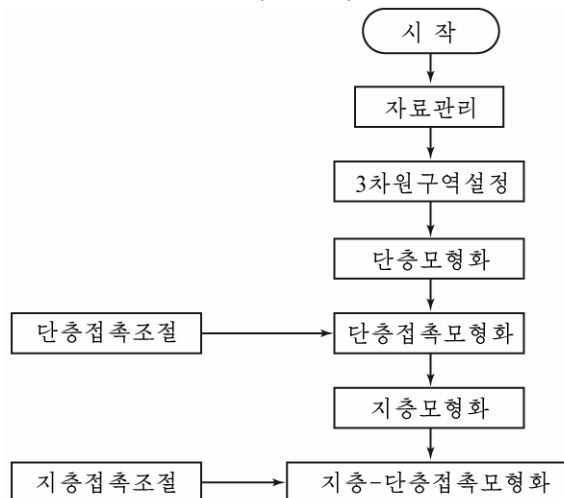 시 작
자료관리
3차원구역설정
단층모형화
단층접촉조절
단층접촉모형화
지층모형화
지층접촉조절
지층-단층접촉모형화